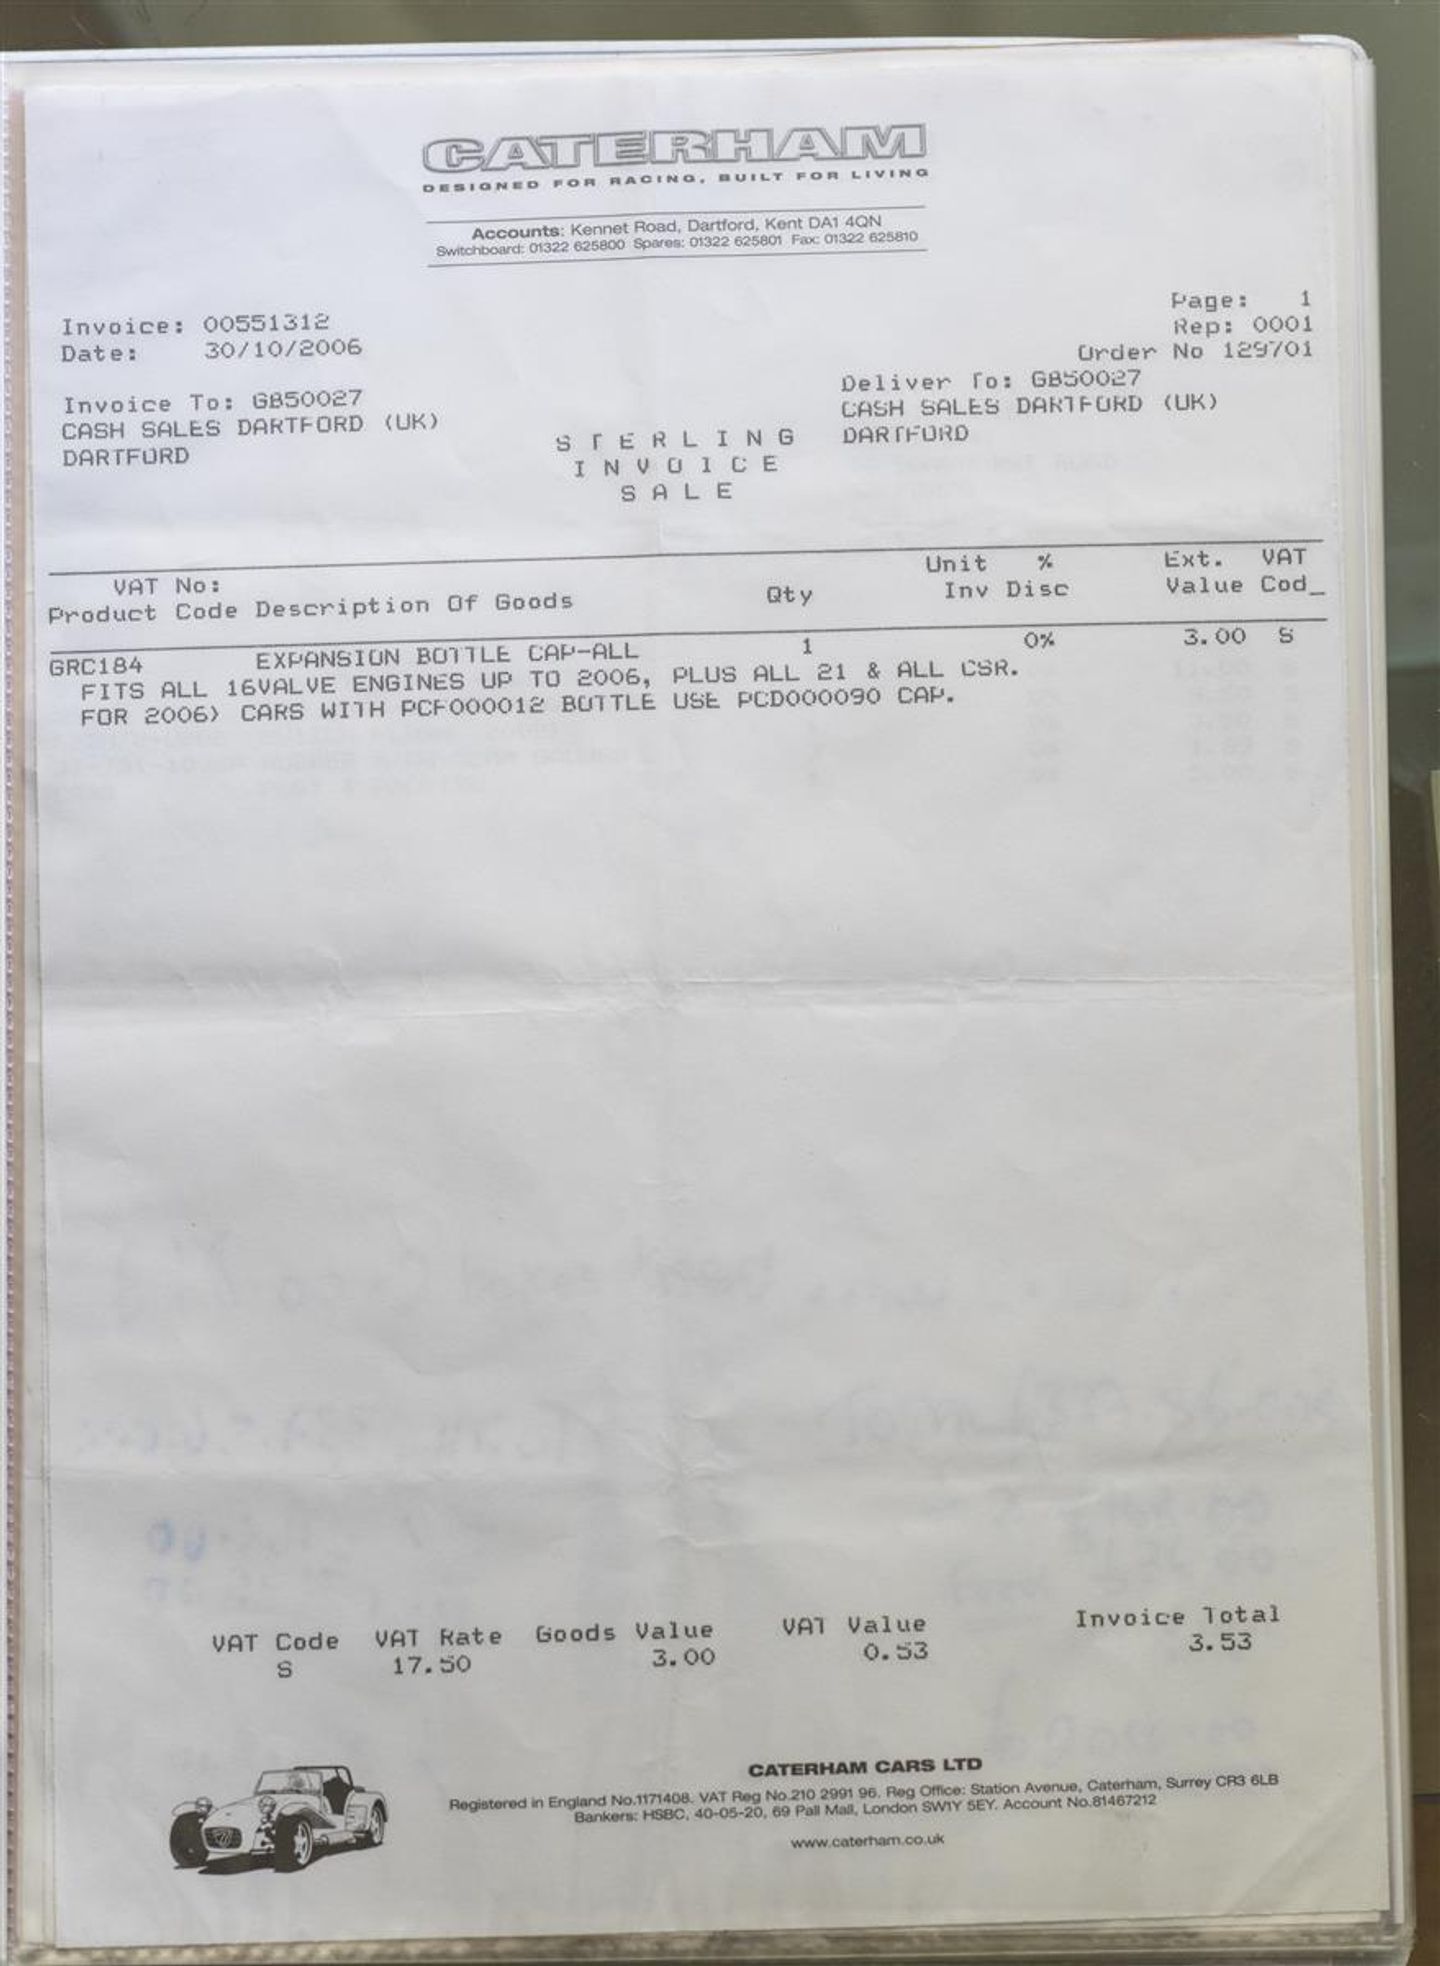 CATERHAM
DESIGNED FOR RACING, BUILT FOR LIVING
Accounts: Kennet Road, Dartford, Kent DA1 4QN
Switchboard: 01322 625800 Spares: 01322 625801 Fax: 01322 625810
Page: 1
Invoice: 00551312 Rep: 0001
Date: 30/10/2006 Order No 129701
Invoice To: GB50027 Deliver To: GB50027
CASH SALES DARTFORD (UK) CASH SALES DARTFORD (UK)
DARTFORD DARTFORD
STERLING
INVOICE
SALE
VAT No: Unit % Ext. VAT
Product Code Description Of Goods Qty Inv Disc Value Cod_
GRC184 EXPANSION BOTTLE CAP-ALL 1 0% 3.00 S
FITS ALL 16VALVE ENGINES UP TO 2006, PLUS ALL 21 & ALL CSR.
FOR 2006> CARS WITH PCF000012 BOTTLE USE PCD000090 CAP.
VAT Code VAT Rate Goods Value VAT Value Invoice Total
S 17.50 3.00 0.53 3.53
CATERHAM CARS LTD
Registered in England No.1171408. VAT Reg No.210 2991 96. Reg Office: Station Avenue, Caterham, Surrey CR3 6LB
Bankers: HSBC, 40-05-20, 69 Pall Mall, London SW1Y 5EY. Account No.81467212
www.caterham.co.uk